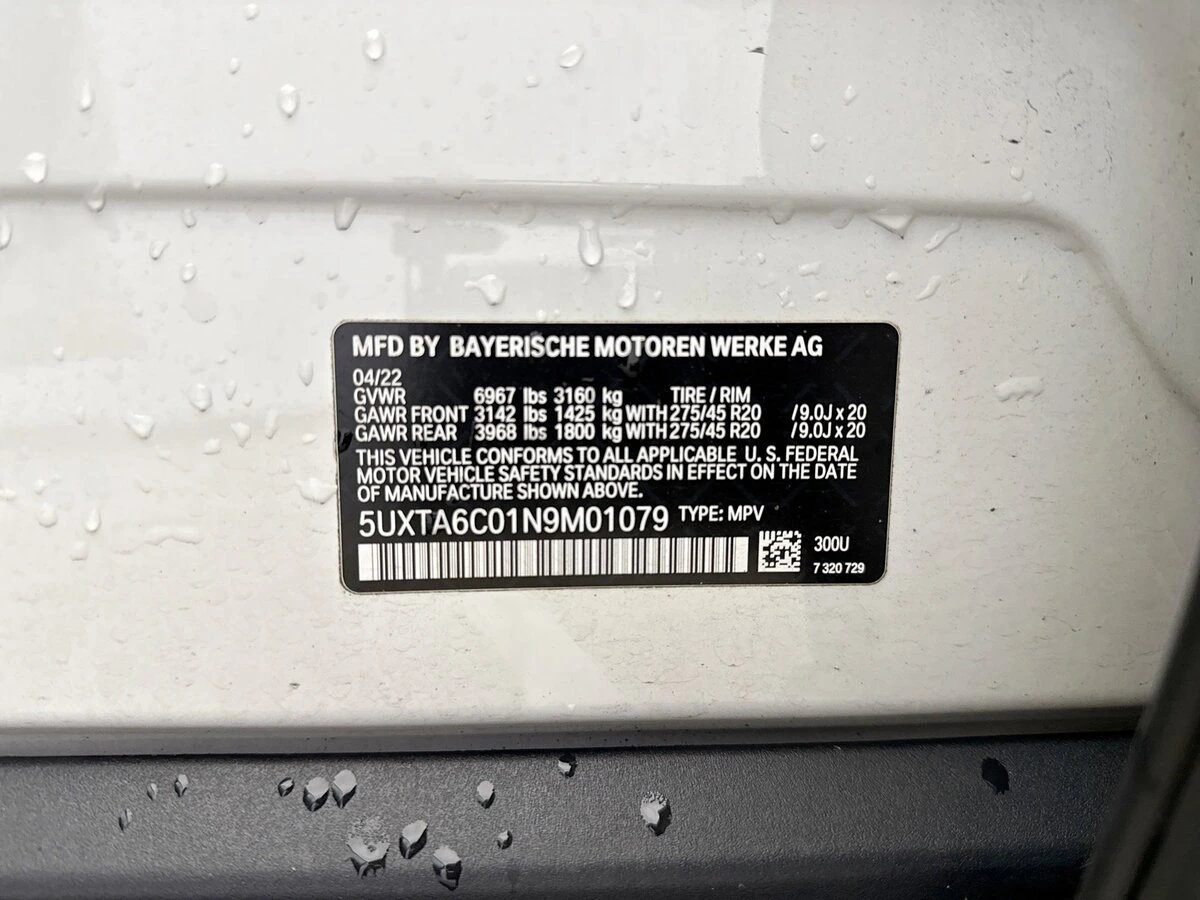 MFD BY BAYERISCHE MOTOREN WERKE AG
04/22
GVWR 6967 lbs 3160 kg TIRE / RIM
GAWR FRONT 3142 lbs 1425 kg WITH 275/45 R20 / 9.0J x 20
GAWR REAR 3968 lbs 1800 kg WITH 275/45 R20 / 9.0J x 20
THIS VEHICLE CONFORMS TO ALL APPLICABLE U. S. FEDERAL
MOTOR VEHICLE SAFETY STANDARDS IN EFFECT ON THE DATE
OF MANUFACTURE SHOWN ABOVE.
5UXTA6C01N9M01079 TYPE: MPV
300U
7 320 729